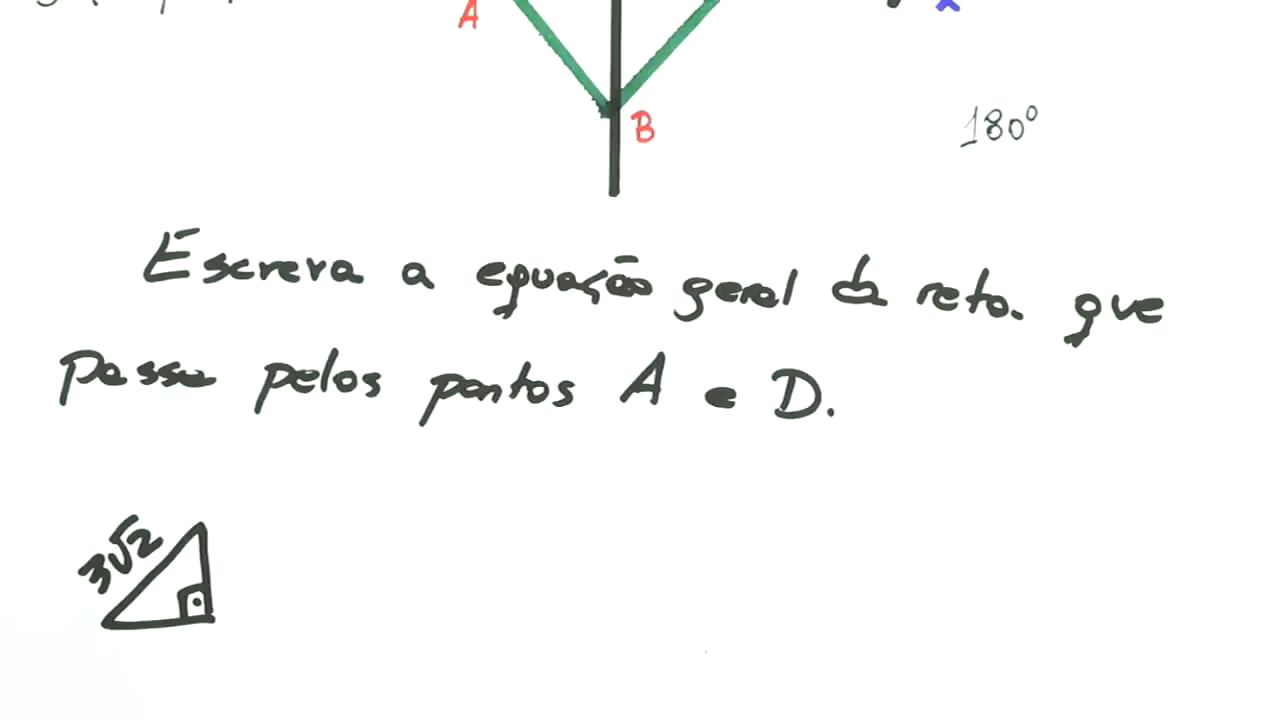 A
x
B
180°
Escreva a equação geral da reta que
passa pelos pontos A e D.
3√2